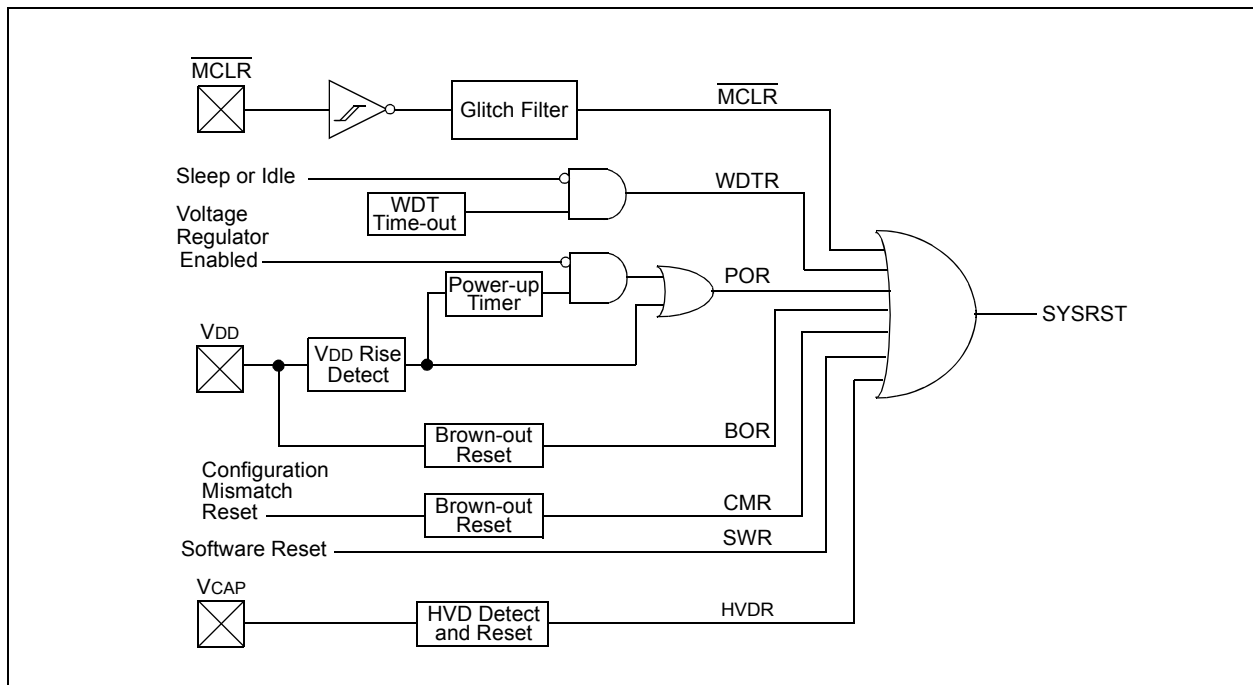 MCLR
Glitch Filter
MCLR
Sleep or Idle
WDT
Time-out
WDTR
Voltage
Regulator
Enabled
Power-up
Timer
POR
SYSRST
VDD
VDD Rise
Detect
Brown-out
Reset
BOR
Configuration
Mismatch
Reset
Brown-out
Reset
CMR
Software Reset
SWR
VCAP
HVD Detect
and Reset
HVDR